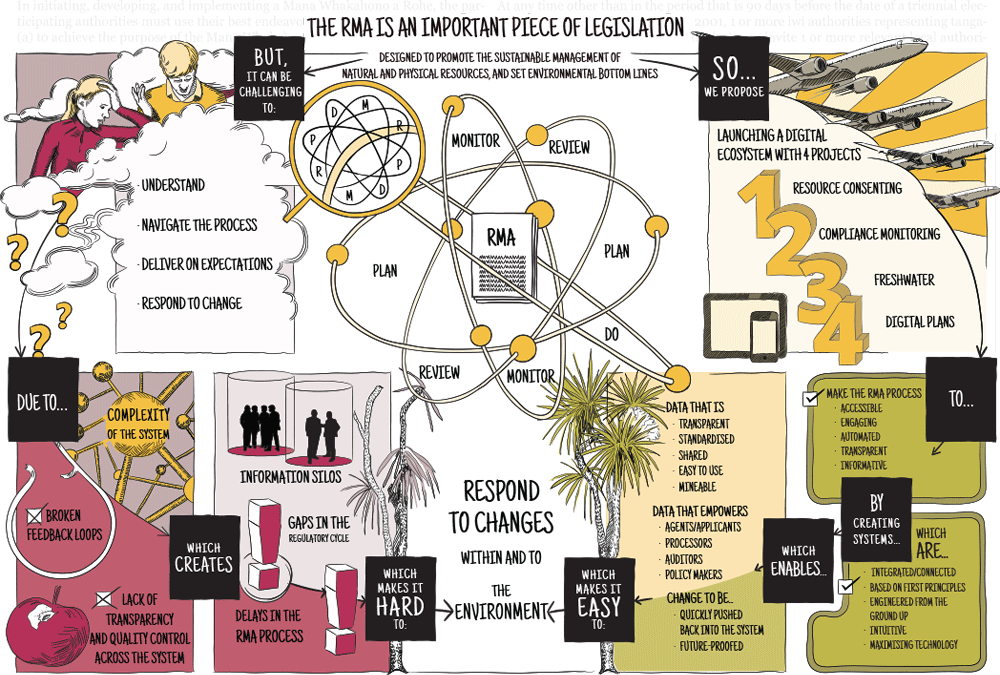 In initiating, developing, and implementing a Mana Whakahono a Rohe, the par-
ticipating authorities must use their best endeavo
(a) to achieve the purpose of the Mana
At any time other than in the period that is 90 days before the date of a triennial elec-
2001, 1 or more iwi authorities representing tanga-
invite 1 or more relevant local authori-
THE RMA IS AN IMPORTANT PIECE OF LEGISLATION
DESIGNED TO PROMOTE THE SUSTAINABLE MANAGEMENT OF
NATURAL AND PHYSICAL RESOURCES, AND SET ENVIRONMENTAL BOTTOM LINES
BUT,
IT CAN BE
CHALLENGING
TO:
· UNDERSTAND
· NAVIGATE THE PROCESS
· DELIVER ON EXPECTATIONS
· RESPOND TO CHANGE
?
?
?
?
D
M
R
P
D
M
R
P
MONITOR
REVIEW
RMA
PLAN
PLAN
DO
REVIEW
MONITOR
SO...
WE PROPOSE
LAUNCHING A DIGITAL
ECOSYSTEM WITH 4 PROJECTS
1
RESOURCE CONSENTING
2
COMPLIANCE MONITORING
3
FRESHWATER
4
DIGITAL PLANS
DUE TO...
COMPLEXITY
OF THE SYSTEM
BROKEN
FEEDBACK LOOPS
LACK OF
TRANSPARENCY
AND QUALITY CONTROL
ACROSS THE SYSTEM
WHICH
CREATES
INFORMATION SILOS
GAPS IN THE
REGULATORY CYCLE
!
DELAYS IN THE
RMA PROCESS
!
WHICH
MAKES IT
HARD
TO:
RESPOND
TO CHANGES
WITHIN AND TO
THE
ENVIRONMENT
WHICH
MAKES IT
EASY
TO:
DATA THAT IS
· TRANSPARENT
· STANDARDISED
· SHARED
· EASY TO USE
· MINEABLE
DATA THAT EMPOWERS
· AGENTS/APPLICANTS
· PROCESSORS
· AUDITORS
· POLICY MAKERS
CHANGE TO BE...
· QUICKLY PUSHED
BACK INTO THE SYSTEM
· FUTURE-PROOFED
WHICH
ENABLES...
TO...
MAKE THE RMA PROCESS
· ACCESSIBLE
· ENGAGING
· AUTOMATED
· TRANSPARENT
· INFORMATIVE
BY
CREATING
SYSTEMS...
WHICH
ARE...
· INTEGRATED/CONNECTED
· BASED ON FIRST PRINCIPLES
· ENGINEERED FROM THE
GROUND UP
· INTUITIVE
· MAXIMISING TECHNOLOGY